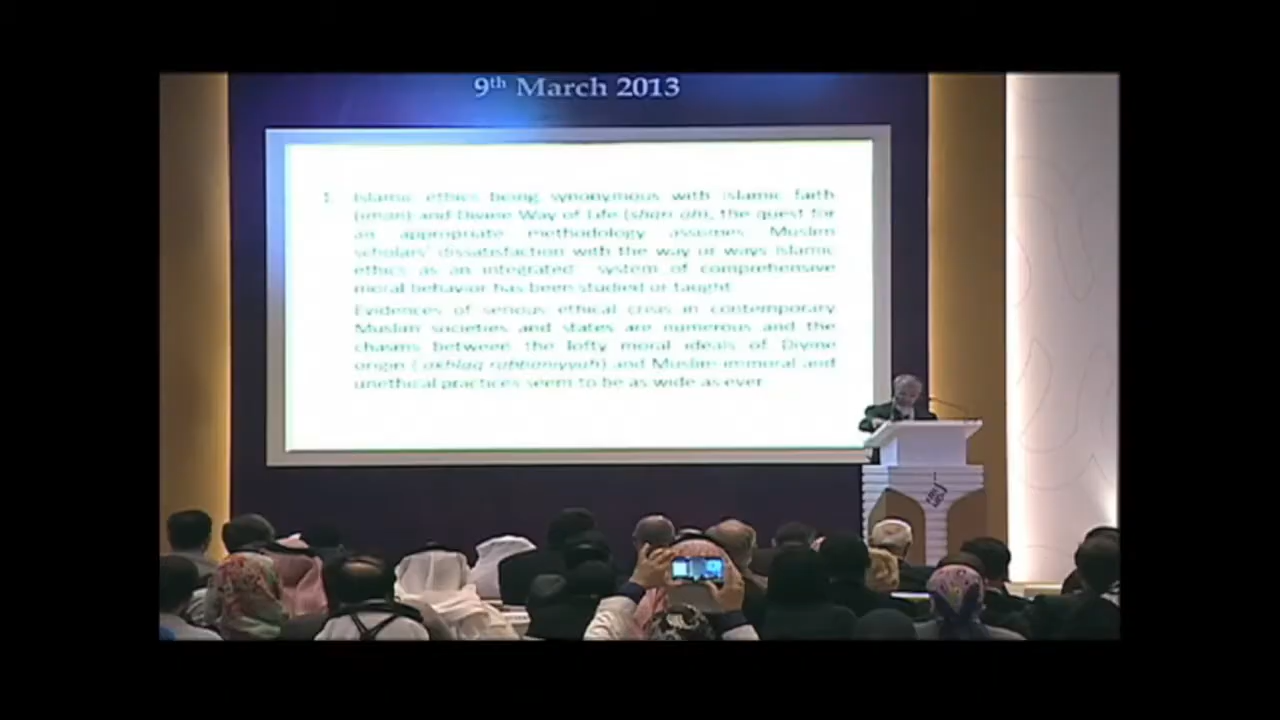 9th March 2013
1. Islamic ethics being synonymous with Islamic faith
(iman) and Divine Way of Life (shari'ah), the quest for
an appropriate methodology assumes Muslim
scholars' dissatisfaction with the way or ways Islamic
ethics as an integrated system of comprehensive
moral behavior has been studied or taught
Evidences of serious ethical crisis in contemporary
Muslim societies and states are numerous and the
chasms between the lofty moral ideals of Divine
origin (akhlaq rabbaniyyah) and Muslim immoral and
unethical practices seem to be as wide as ever